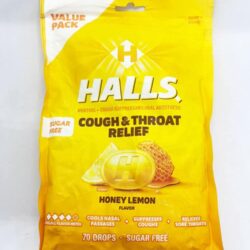 VALUE
PACK
HALLS
COUGH & THROAT
RELIEF
SUGAR
FREE
HONEY LEMON
FLAVOR
70 DROPS
SUGAR FREE
COOLS NASAL
PASSAGES
SUPPRESSES
COUGHS
RELIEVES
SORE THROATS